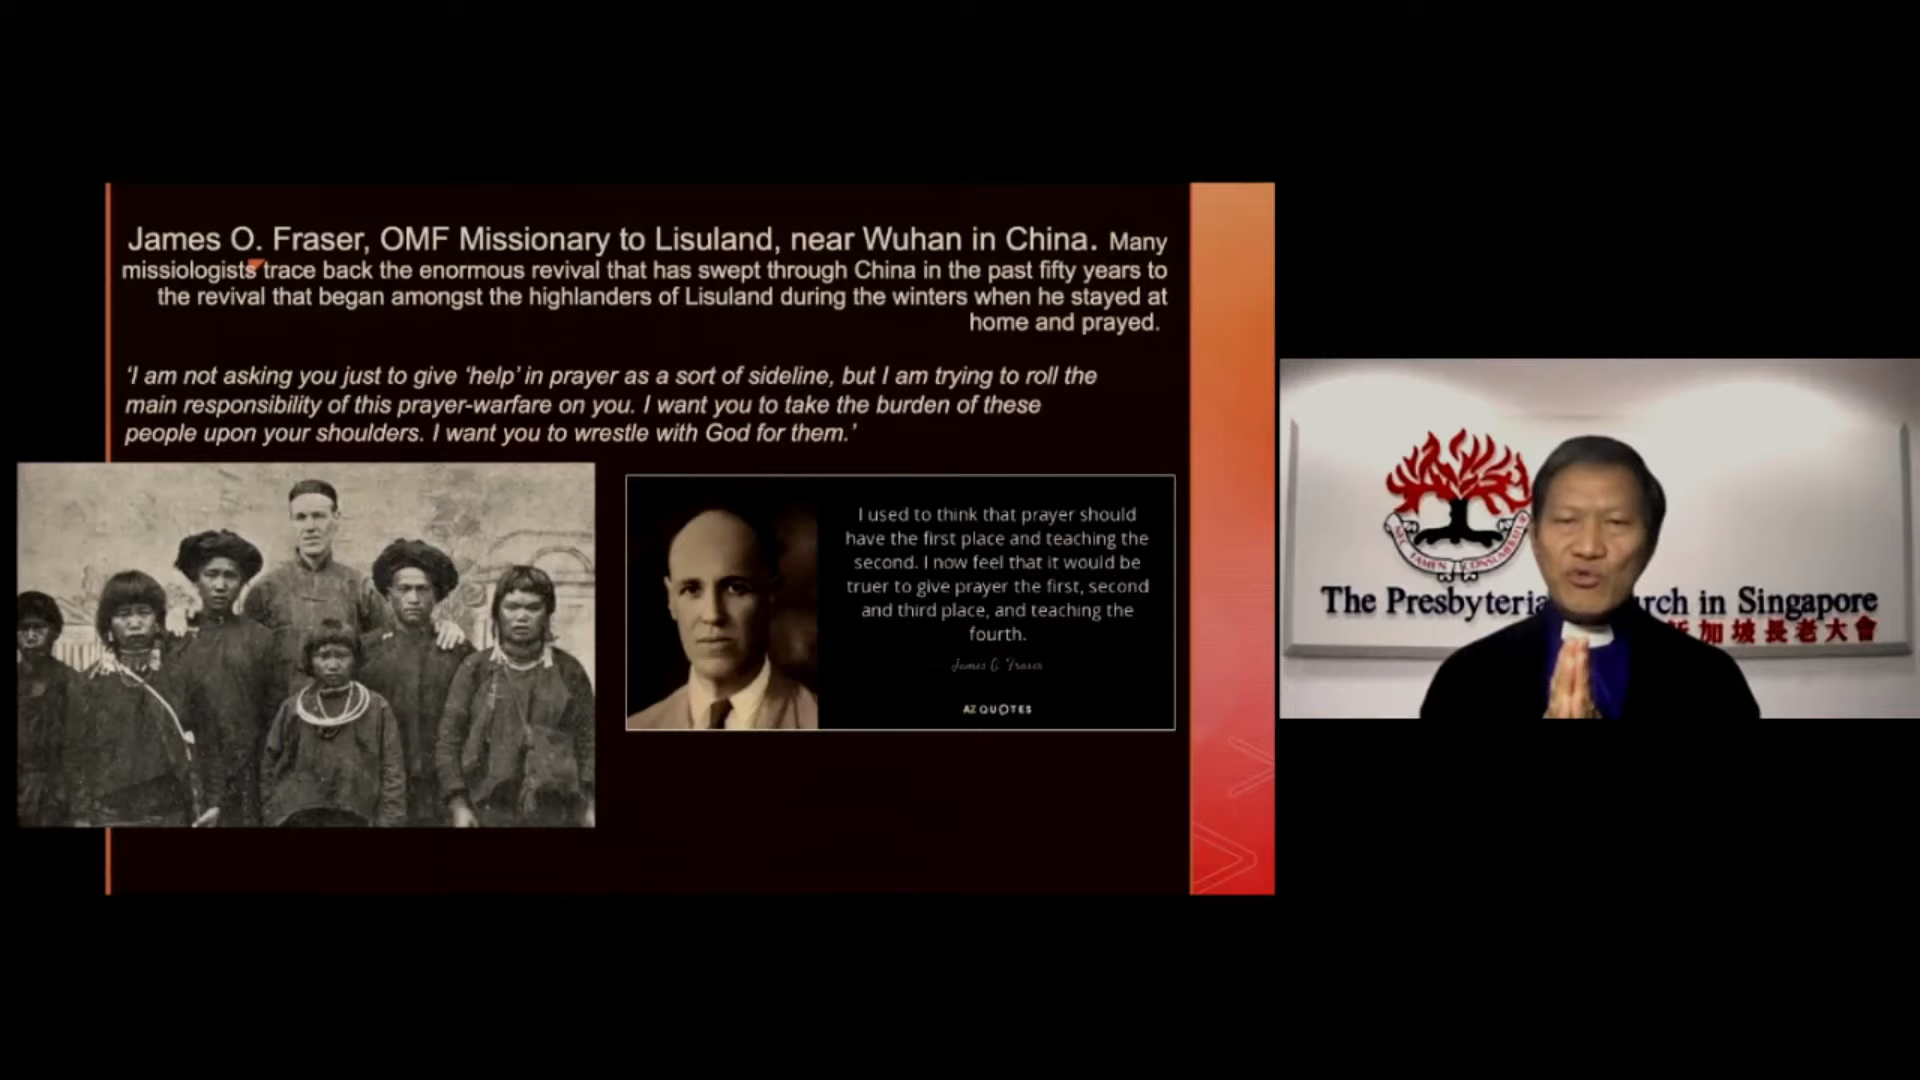 James O. Fraser, OMF Missionary to Lisuland, near Wuhan in China. Many
missiologists trace back the enormous revival that has swept through China in the past fifty years to
the revival that began amongst the highlanders of Lisuland during the winters when he stayed at
home and prayed.
‘I am not asking you just to give ‘help’ in prayer as a sort of sideline, but I am trying to roll the
main responsibility of this prayer-warfare on you. I want you to take the burden of these
people upon your shoulders. I want you to wrestle with God for them.’
I used to think that prayer should
have the first place and teaching the
second. I now feel that it would be
truer to give prayer the first, second
and third place, and teaching the
fourth.
James O. Fraser
AZQUOTES
NEC TAMEN CONSUMEBATUR
The Presbyteria rch in Singapore
加坡長老大會